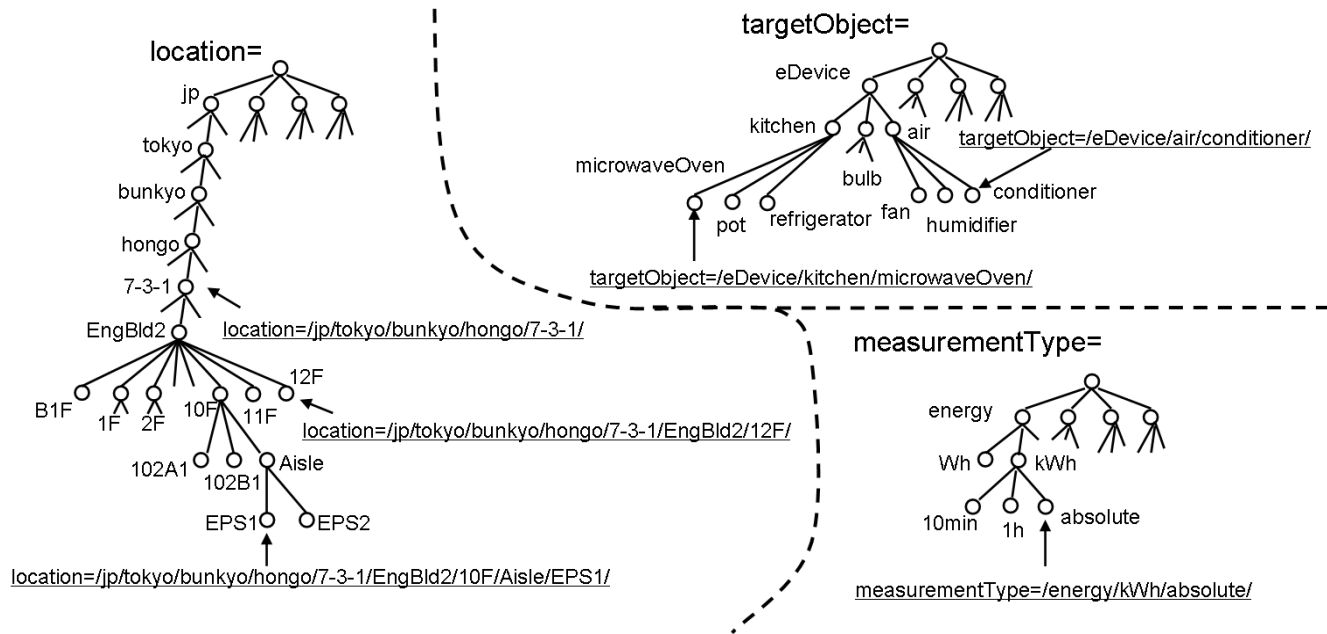 location=
jp
tokyo
bunkyo
hongo
7-3-1
location=/jp/tokyo/bunkyo/hongo/7-3-1/
EngBld2
B1F
1F
2F
10F
11F
12F
location=/jp/tokyo/bunkyo/hongo/7-3-1/EngBld2/12F/
102A1
102B1
Aisle
EPS1
EPS2
location=/jp/tokyo/bunkyo/hongo/7-3-1/EngBld2/10F/Aisle/EPS1/
targetObject=
eDevice
kitchen
air
targetObject=/eDevice/air/conditioner/
microwaveOven
bulb
conditioner
pot
refrigerator
fan
humidifier
targetObject=/eDevice/kitchen/microwaveOven/
measurementType=
energy
Wh
kWh
10min
1h
absolute
measurementType=/energy/kWh/absolute/